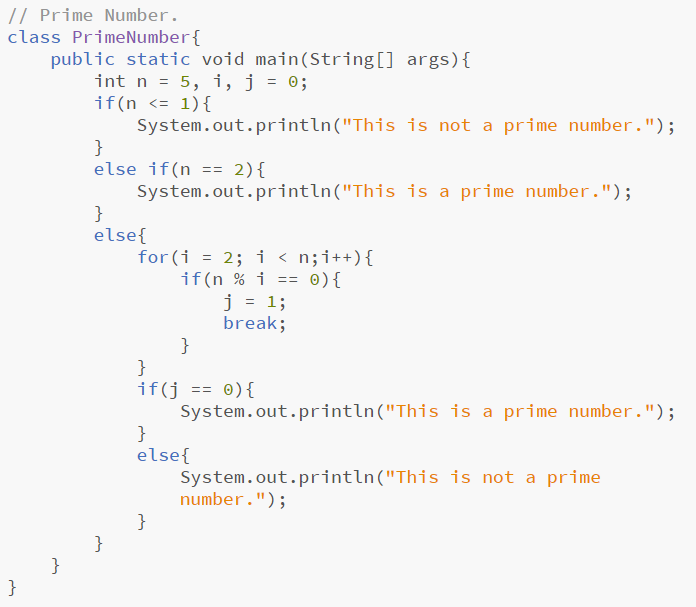 // Prime Number.
class PrimeNumber{
    public static void main(String[] args){
        int n = 5, i, j = 0;
        if(n <= 1){
            System.out.println("This is not a prime number.");
        }
        else if(n == 2){
            System.out.println("This is a prime number.");
        }
        else{
            for(i = 2; i < n;i++){
                if(n % i == 0){
                    j = 1;
                    break;
                }
            }
            if(j == 0){
                System.out.println("This is a prime number.");
            }
            else{
                System.out.println("This is not a prime
                number.");
            }
        }
    }
}